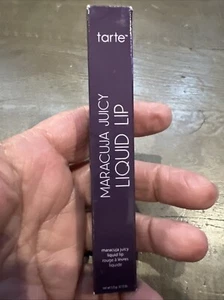 tarte
MARACUJA JUICY
LIQUID LIP
maracuja juicy
liquid lip
rouge à lèvres
liquide